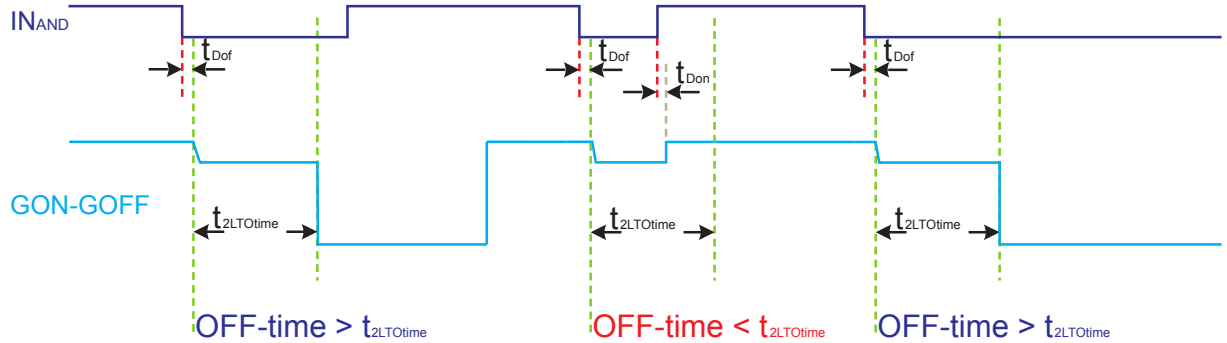 INAND
tDof
tDof
tDon
tDof
GON-GOFF
t2LTOtime
t2LTOtime
t2LTOtime
OFF-time > t2LTOtime
OFF-time < t2LTOtime
OFF-time > t2LTOtime